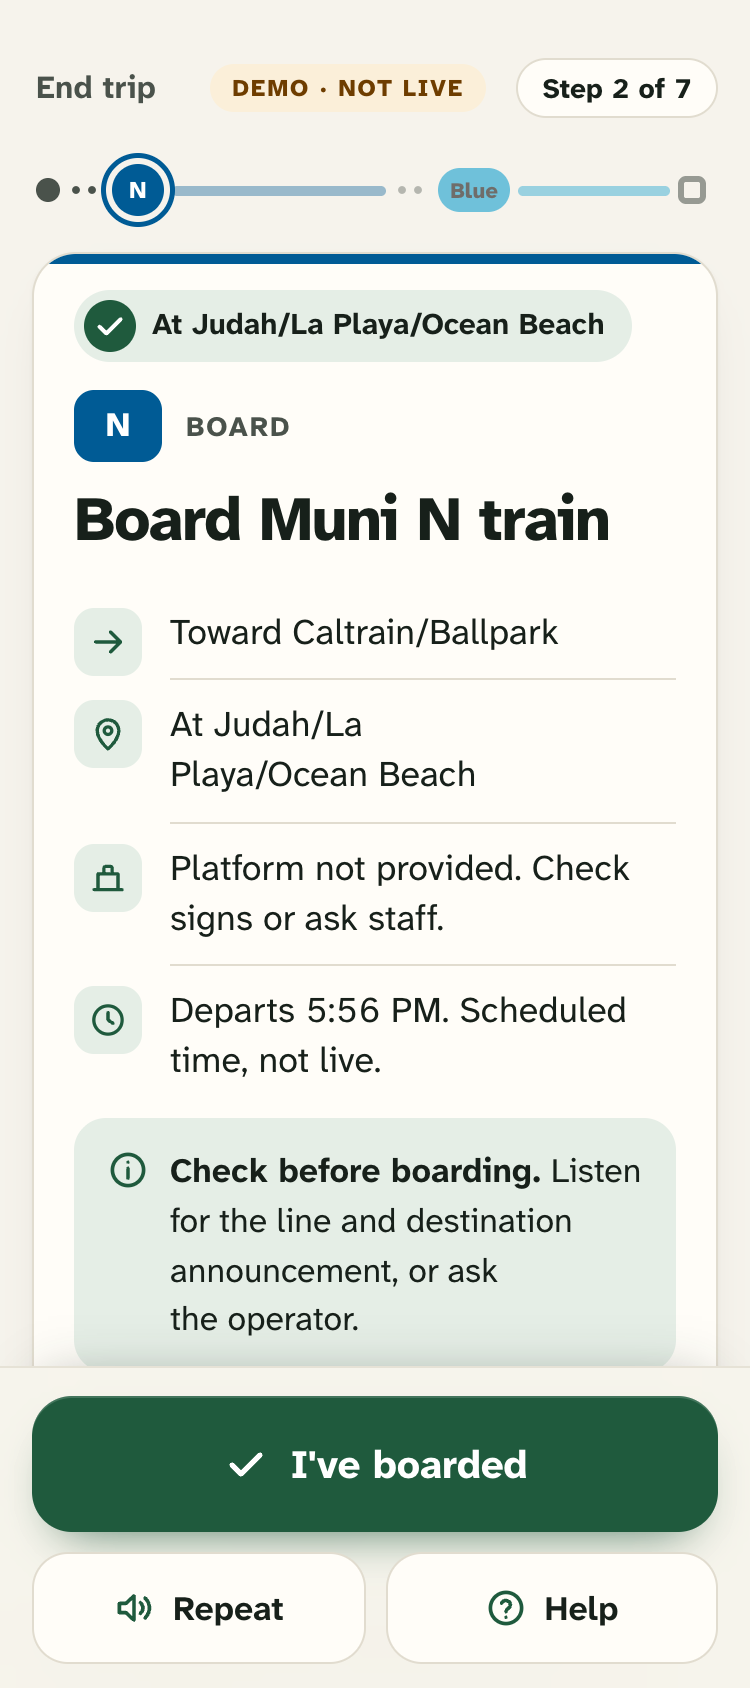 End trip
DEMO · NOT LIVE
Step 2 of 7
N
Blue
At Judah/La Playa/Ocean Beach
N
BOARD
Board Muni N train
Toward Caltrain/Ballpark
At Judah/La
Playa/Ocean Beach
Platform not provided. Check
signs or ask staff.
Departs 5:56 PM. Scheduled
time, not live.
Check before boarding. Listen
for the line and destination
announcement, or ask
the operator.
I've boarded
Repeat
Help